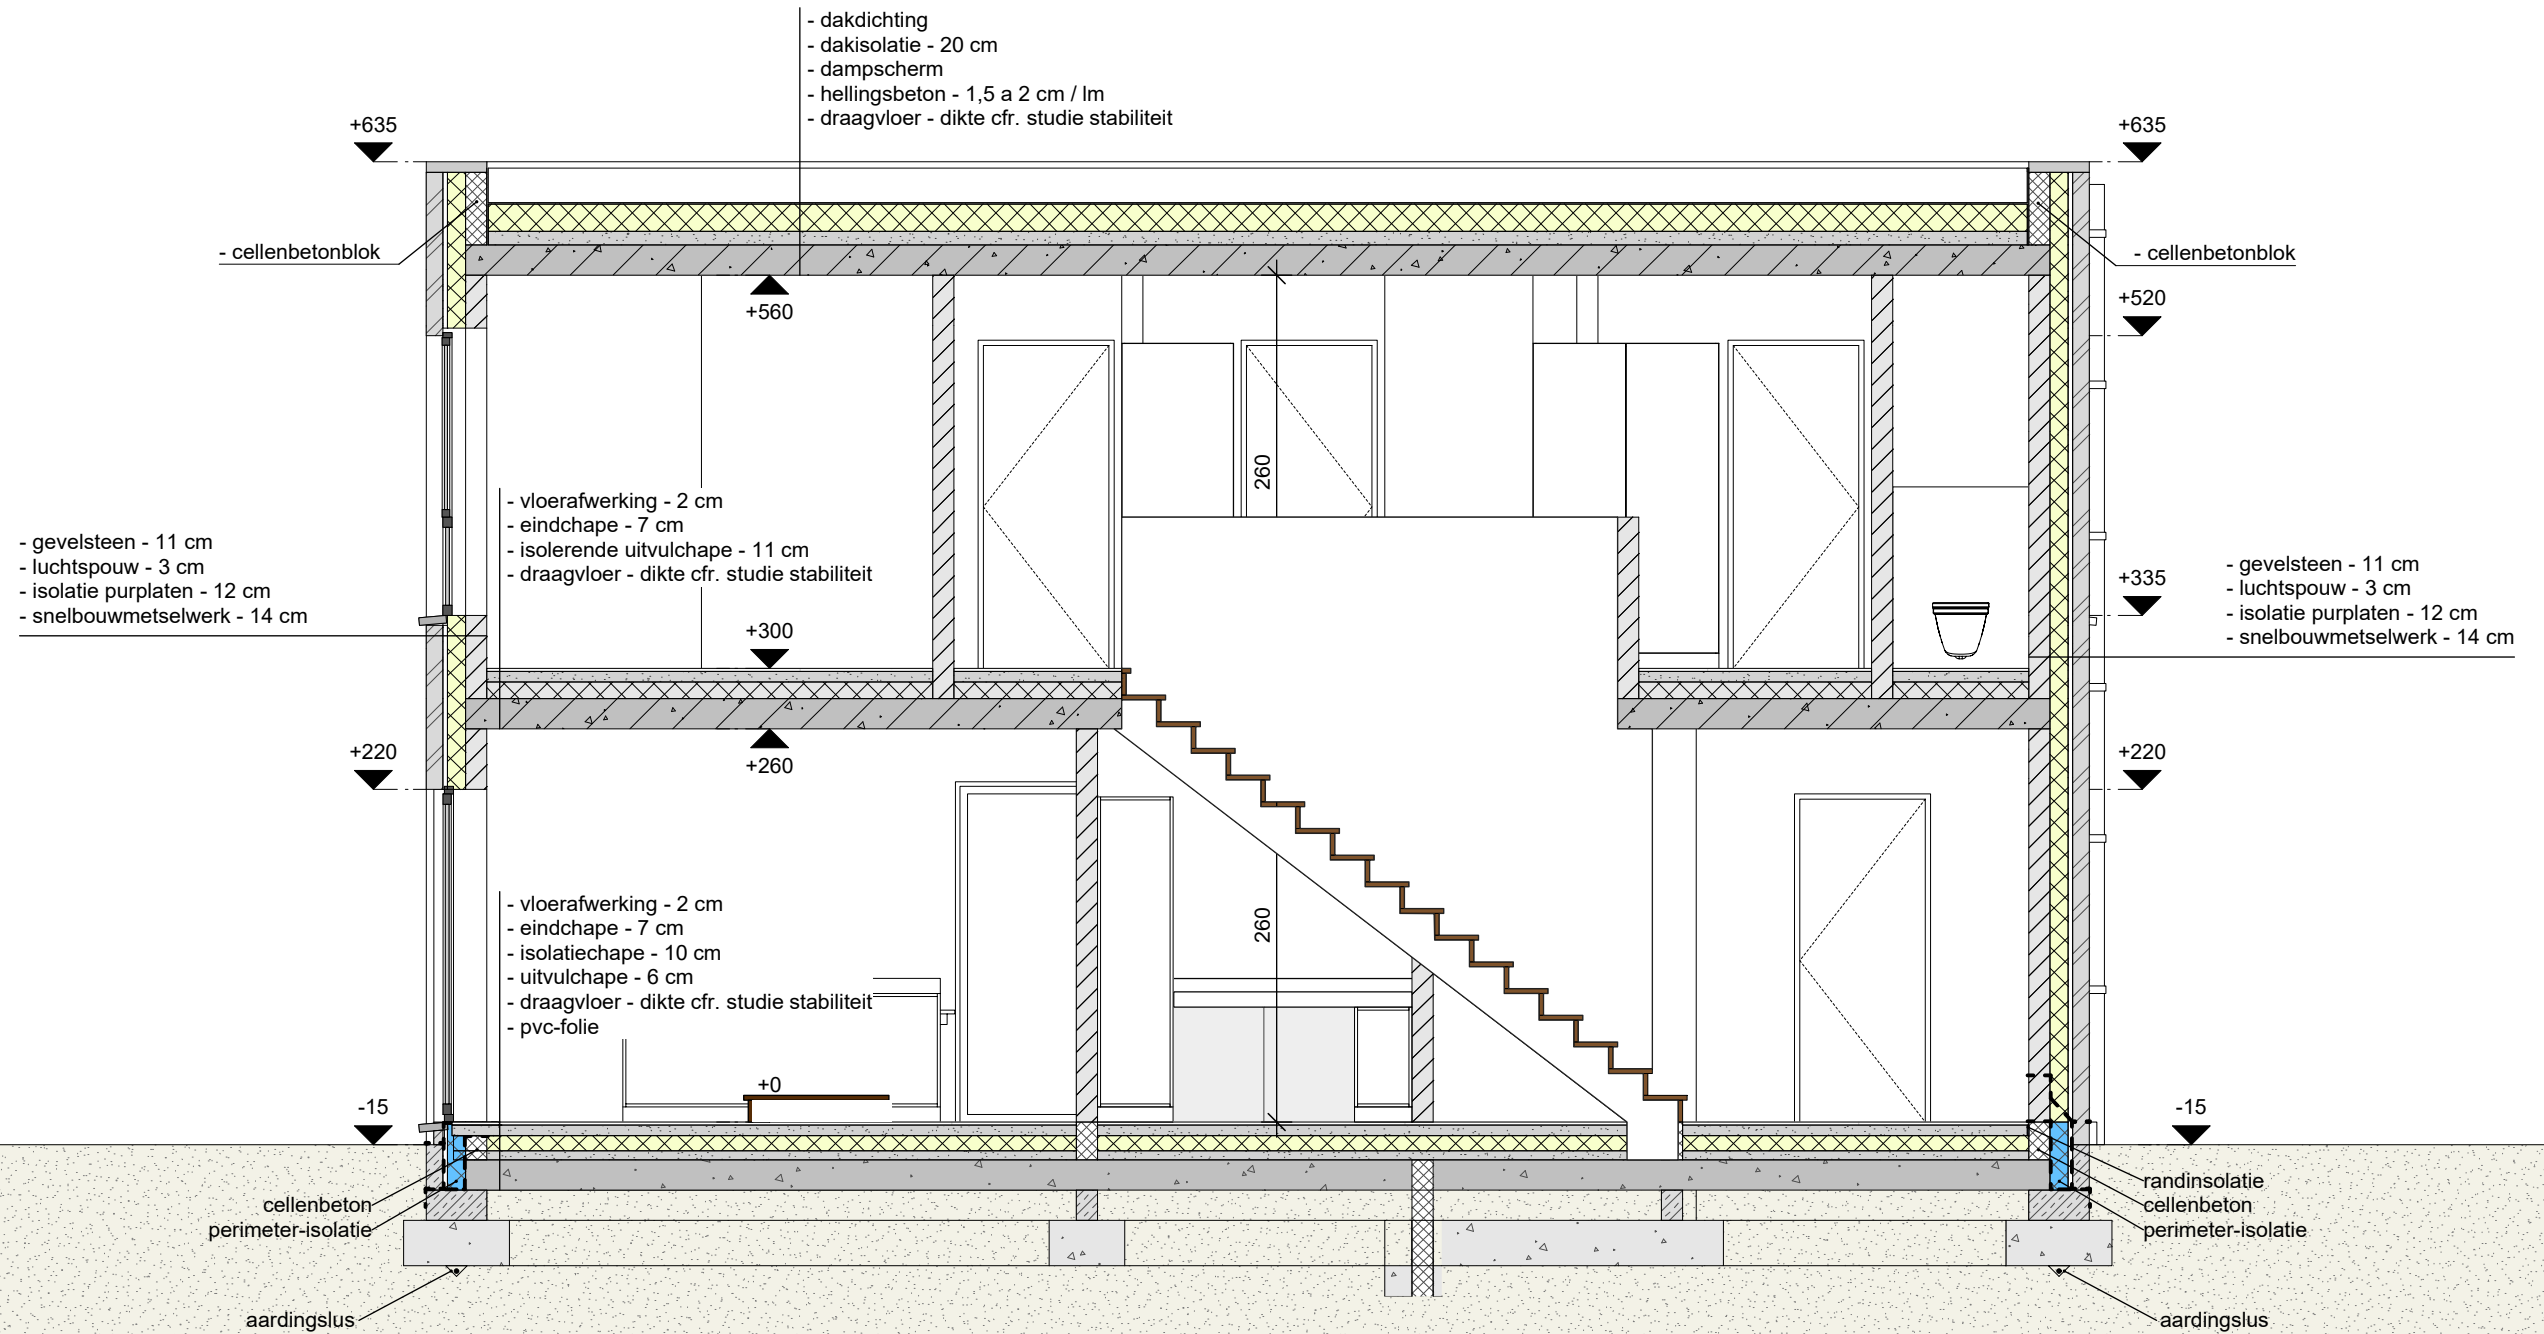 - dakdichting
- dakisolatie - 20 cm
- dampscherm
- hellingsbeton - 1,5 a 2 cm / lm
- draagvloer - dikte cfr. studie stabiliteit
+635
+635
- cellenbetonblok
- cellenbetonblok
+560
+520
260
- vloerafwerking - 2 cm
- eindchape - 7 cm
- isolerende uitvulchape - 11 cm
- draagvloer - dikte cfr. studie stabiliteit
- gevelsteen - 11 cm
- luchtspouw - 3 cm
- isolatie purplaten - 12 cm
- snelbouwmetselwerk - 14 cm
+335
- gevelsteen - 11 cm
- luchtspouw - 3 cm
- isolatie purplaten - 12 cm
- snelbouwmetselwerk - 14 cm
+300
+220
+260
+220
- vloerafwerking - 2 cm
- eindchape - 7 cm
- isolatiechape - 10 cm
- uitvulchape - 6 cm
- draagvloer - dikte cfr. studie stabiliteit
- pvc-folie
260
+0
-15
-15
cellenbeton
perimeter-isolatie
randinsolatie
cellenbeton
perimeter-isolatie
aardingslus
aardingslus